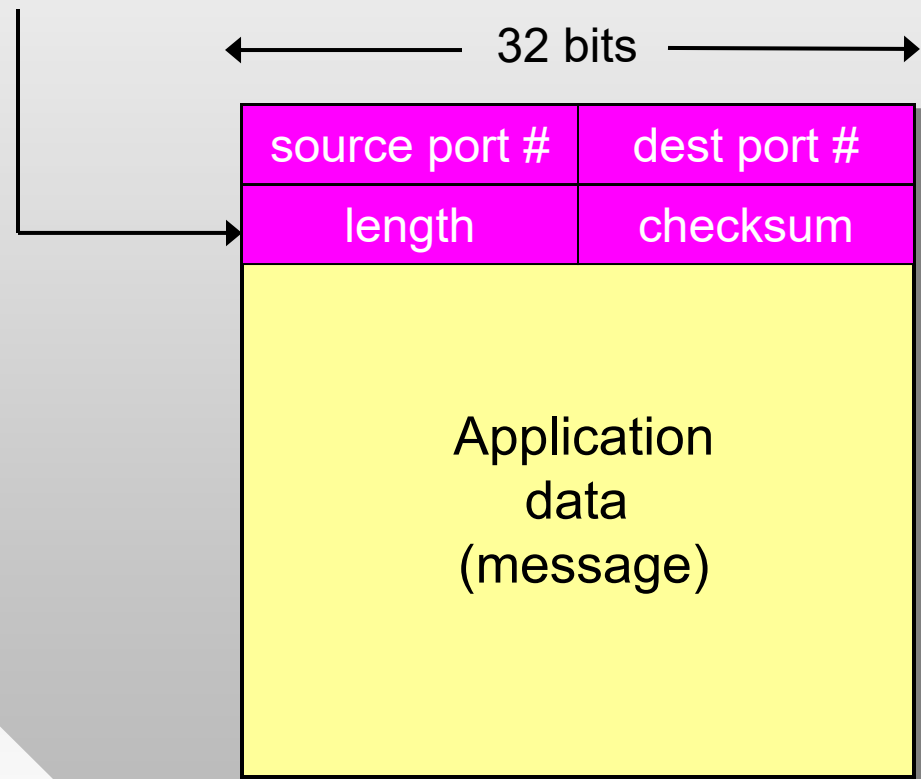 32 bits
source port # dest port #
length checksum
Application
data
(message)